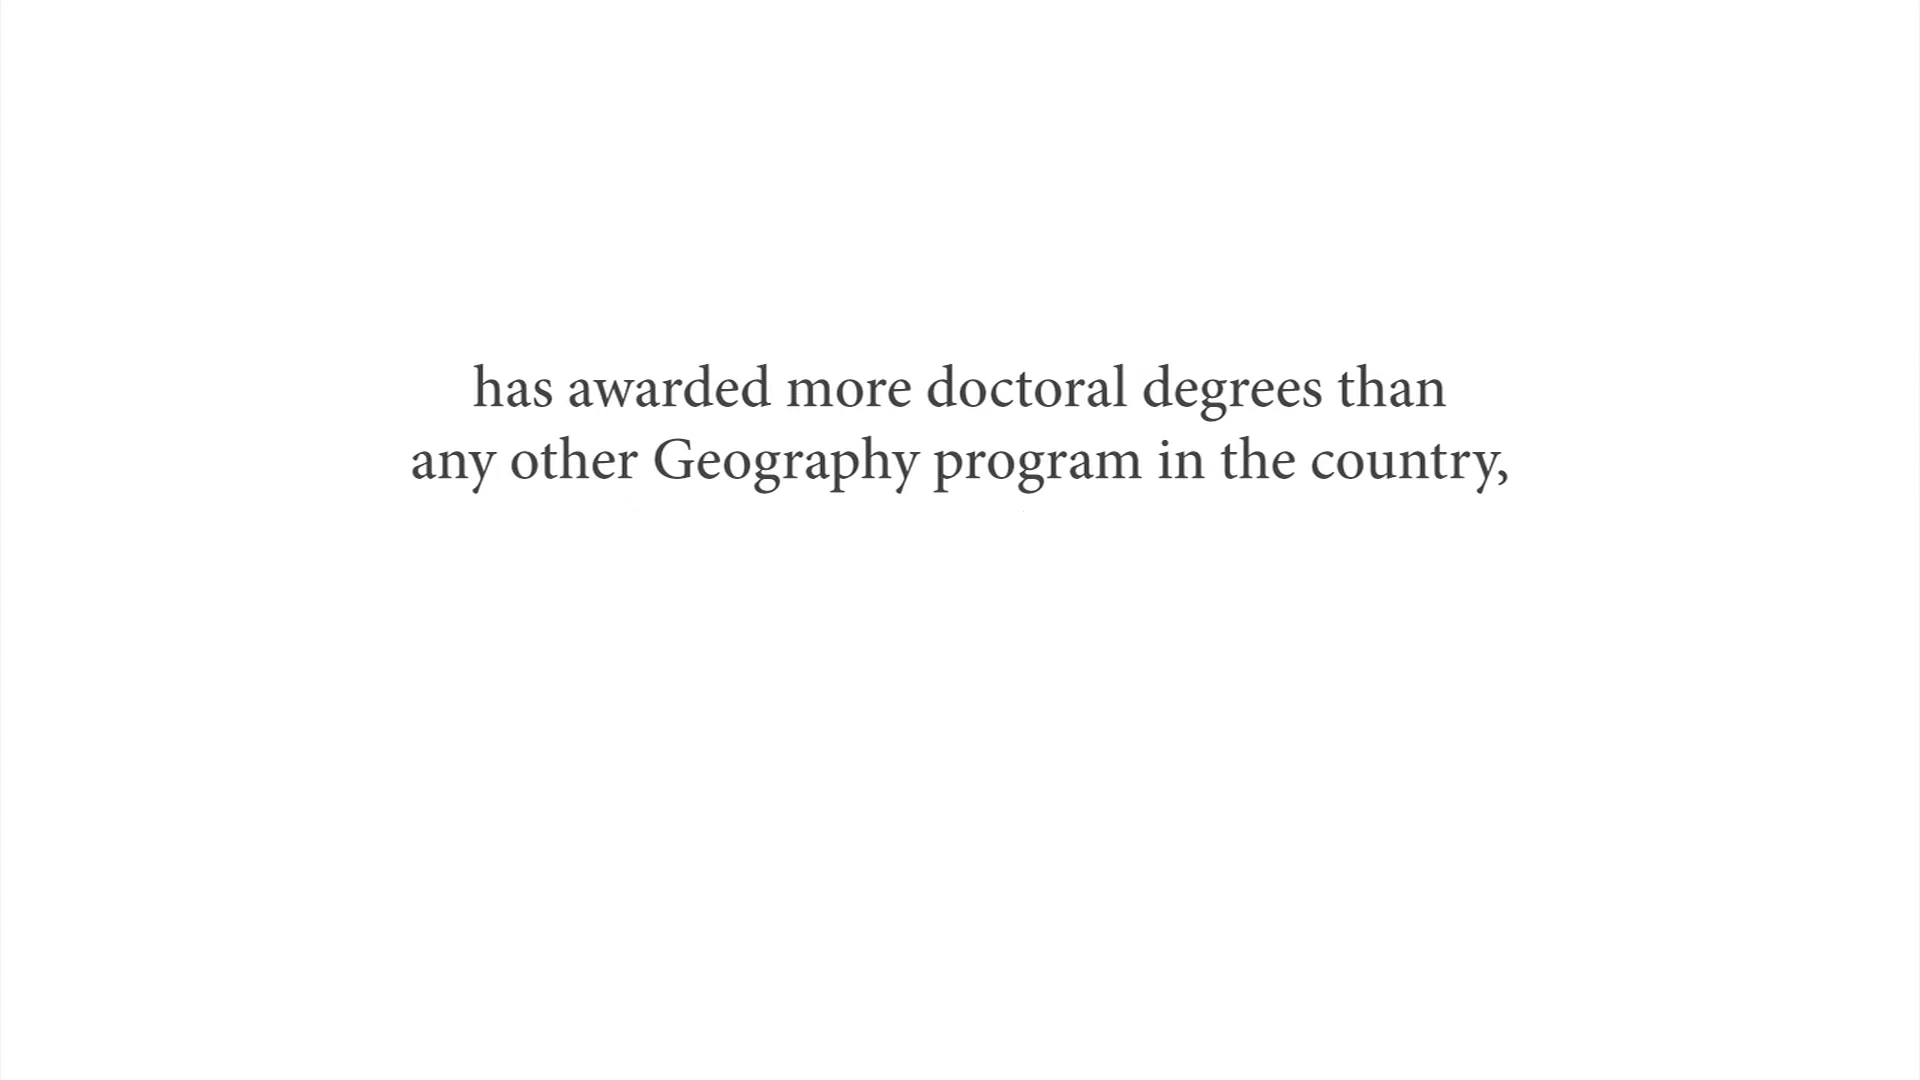 has awarded more doctoral degrees than
any other Geography program in the country,